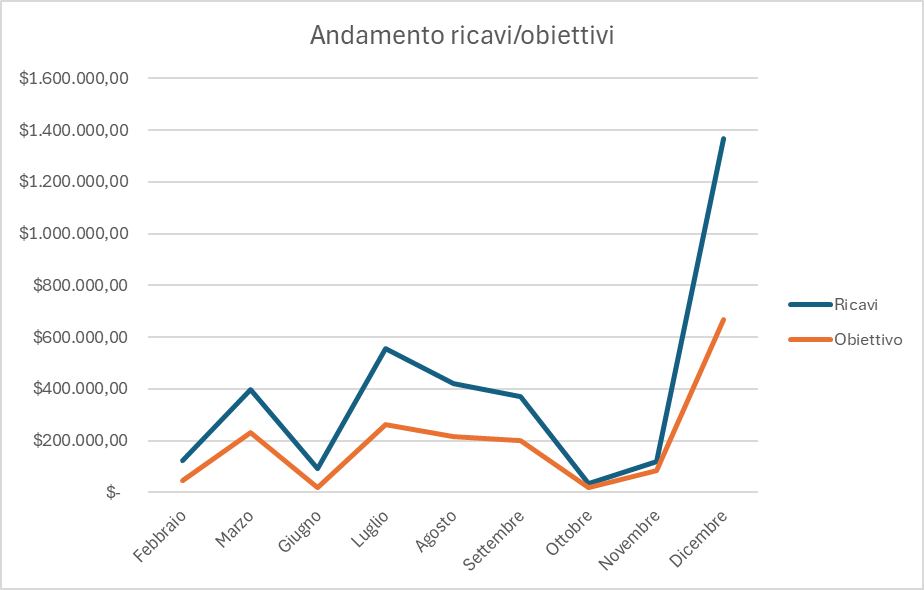 Andamento ricavi/obiettivi
$1.600.000,00
$1.400.000,00
$1.200.000,00
$1.000.000,00
$800.000,00
$600.000,00
$400.000,00
$200.000,00
$-
Febbraio
Marzo
Giugno
Luglio
Agosto
Settembre
Ottobre
Novembre
Dicembre
Ricavi
Obiettivo